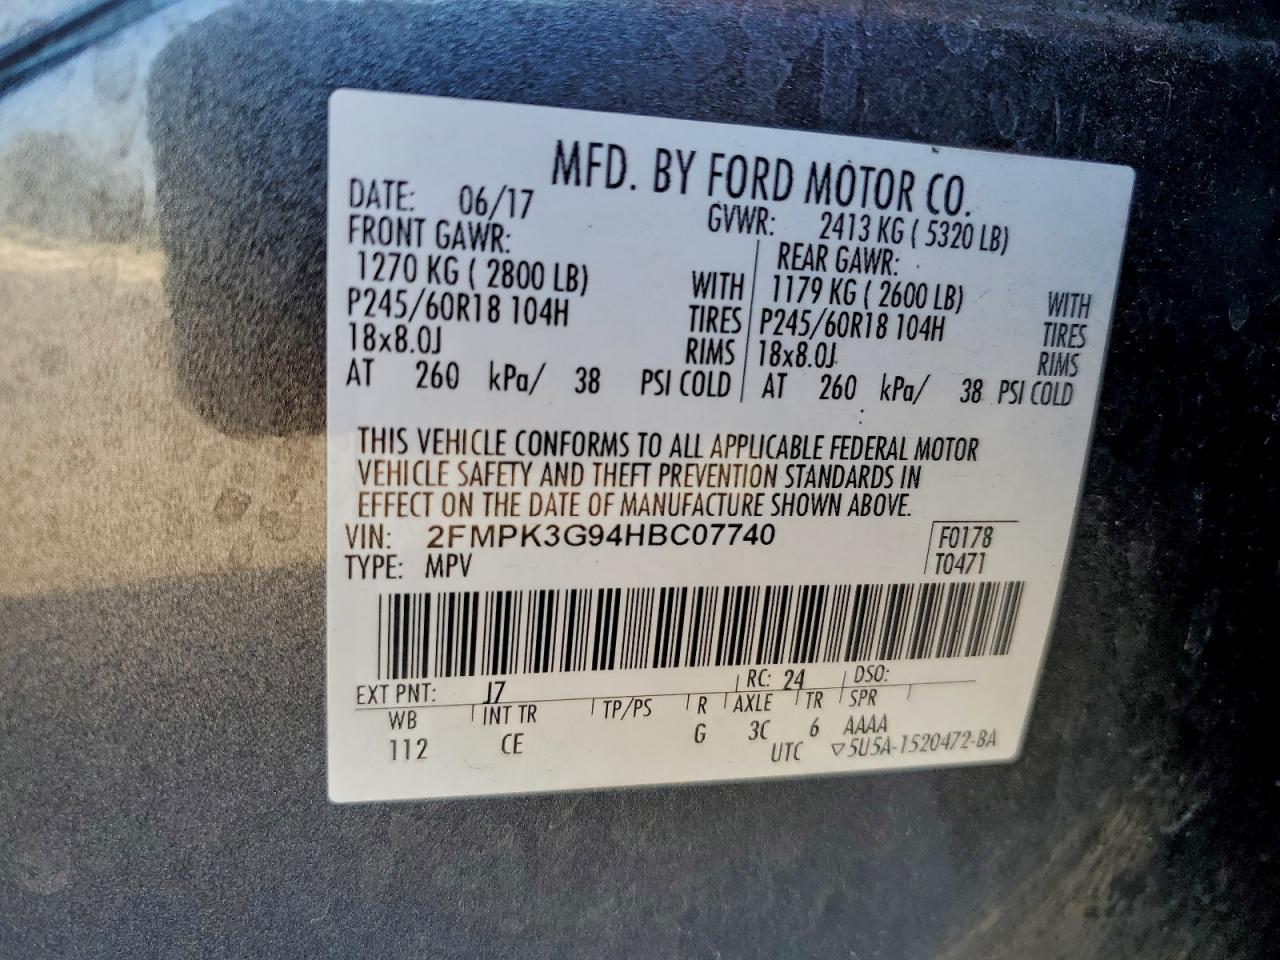 MFD. BY FORD MOTOR CO.
DATE: 06/17 GVWR: 2413 KG ( 5320 LB)
FRONT GAWR: REAR GAWR:
1270 KG ( 2800 LB) WITH 1179 KG ( 2600 LB) WITH
P245/60R18 104H TIRES P245/60R18 104H TIRES
18x8.0J RIMS 18x8.0J RIMS
AT 260 kPa/ 38 PSI COLD AT 260 kPa/ 38 PSI COLD
THIS VEHICLE CONFORMS TO ALL APPLICABLE FEDERAL MOTOR
VEHICLE SAFETY AND THEFT PREVENTION STANDARDS IN
EFFECT ON THE DATE OF MANUFACTURE SHOWN ABOVE.
VIN: 2FMPK3G94HBC07740 F0178
TYPE: MPV T0471
EXT PNT: J7 RC: 24 DSO:
WB INT TR TP/PS R AXLE TR SPR
112 CE G 3C 6 AAAA
UTC ▽5U5A-1520472-BA